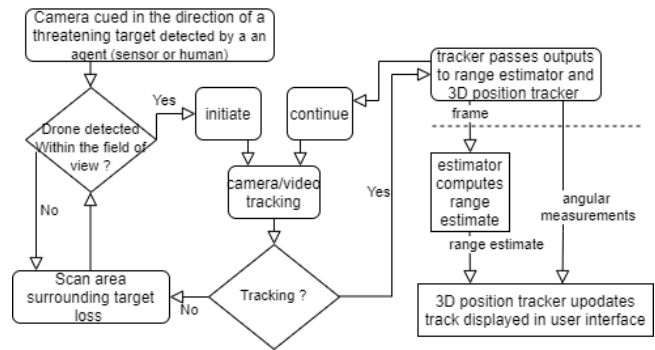 Camera cued in the direction of a
threatening target detected by a an
agent (sensor or human)
Drone detected
Within the field of
view ?
Yes
No
initiate
continue
camera/video
tracking
Tracking ?
No
Yes
Scan area
surrounding target
loss
tracker passes outputs
to range estimator and
3D position tracker
frame
estimator
computes
range
estimate
angular
measurements
range estimate
3D position tracker upodates
track displayed in user interface